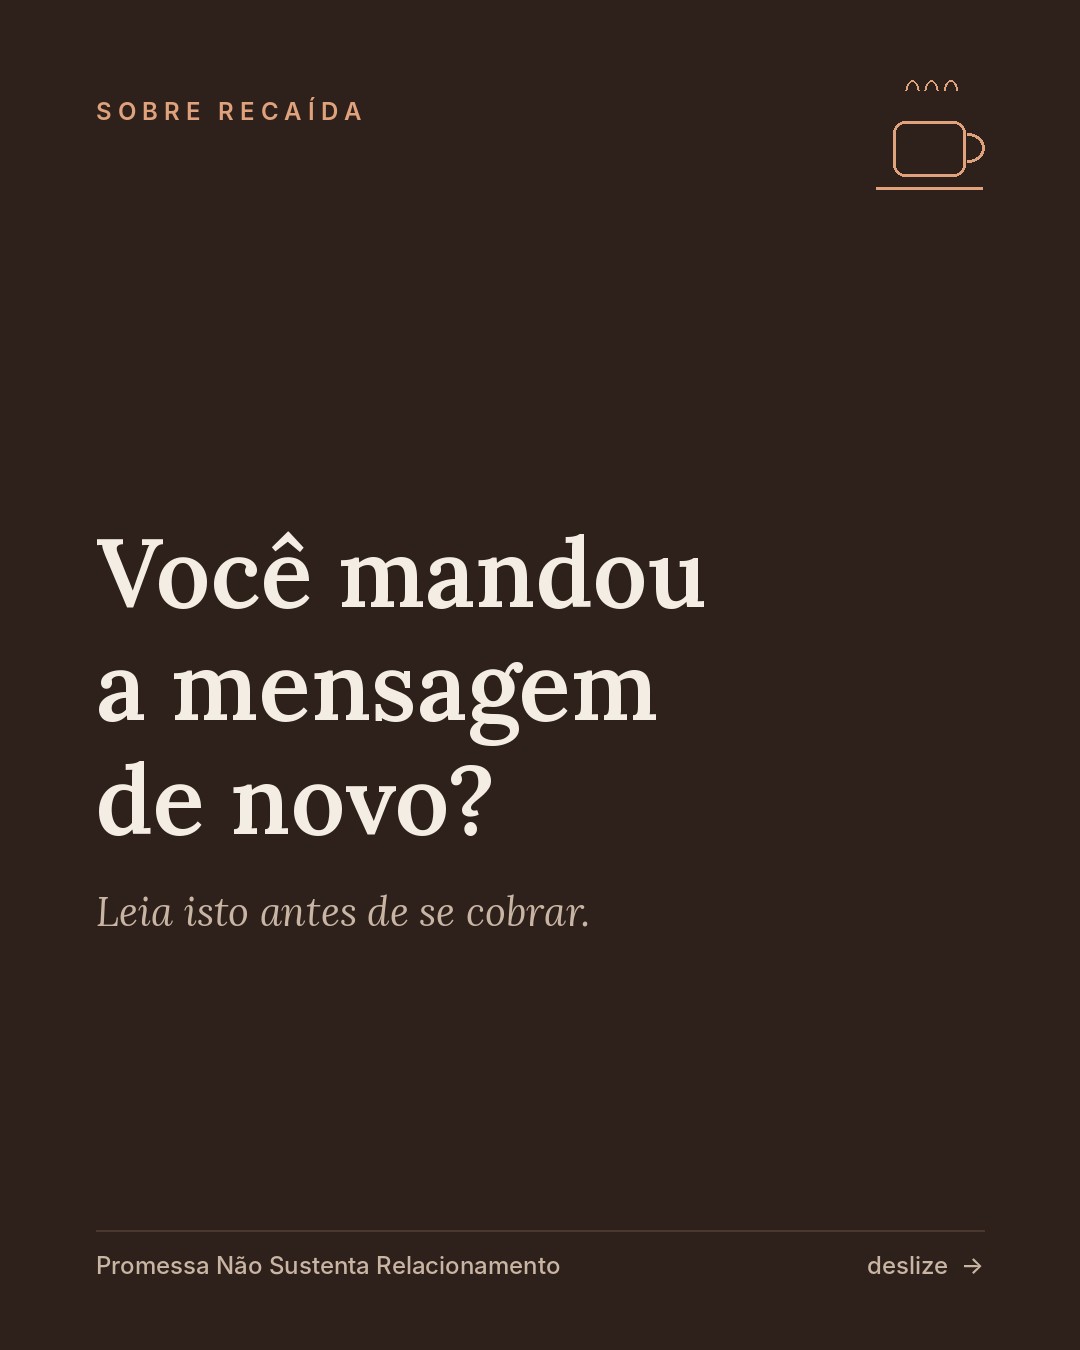 SOBRE RECAÍDA
Você mandou
a mensagem
de novo?
Leia isto antes de se cobrar.
Promessa Não Sustenta Relacionamento
deslize →